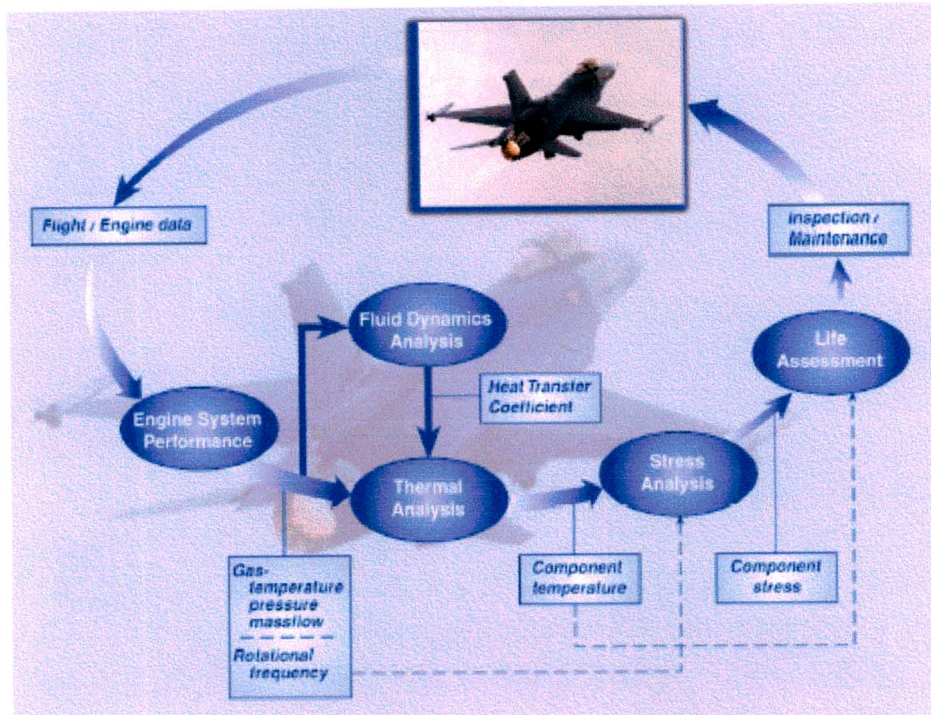 Flight / Engine data
Inspection /
Maintenance
Fluid Dynamics
Analysis
Life
Assessment
Heat Transfer
Coefficient
Engine System
Performance
Stress
Analysis
Thermal
Analysis
Gas-
temperature
pressure
massflow
Rotational
frequency
Component
temperature
Component
stress